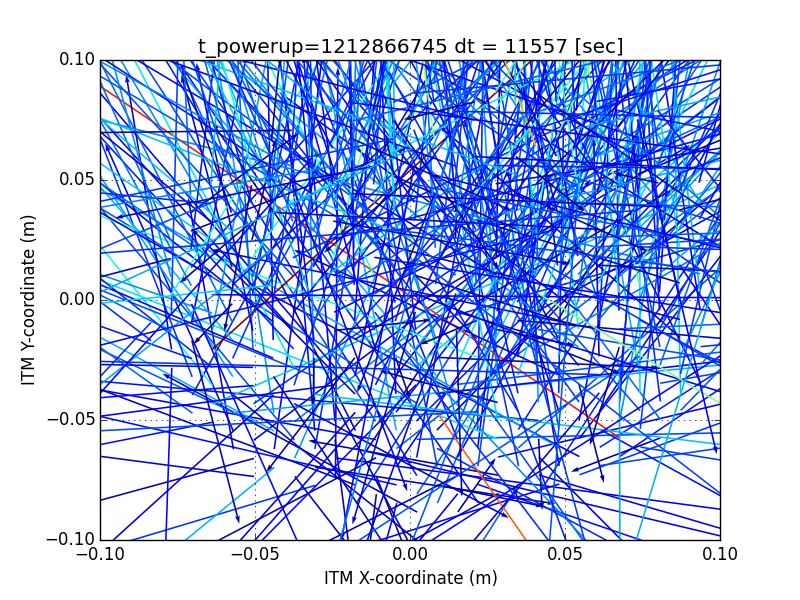 t_powerup=1212866745 dt = 11557 [sec]
0.10
0.05
0.00
−0.05
−0.10
−0.10 −0.05 0.00 0.05 0.10
ITM X-coordinate (m)
ITM Y-coordinate (m)